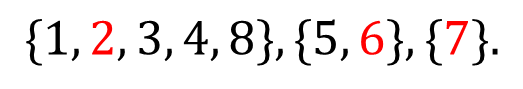 {1, 2, 3, 4, 8}, {5, 6}, {7}.